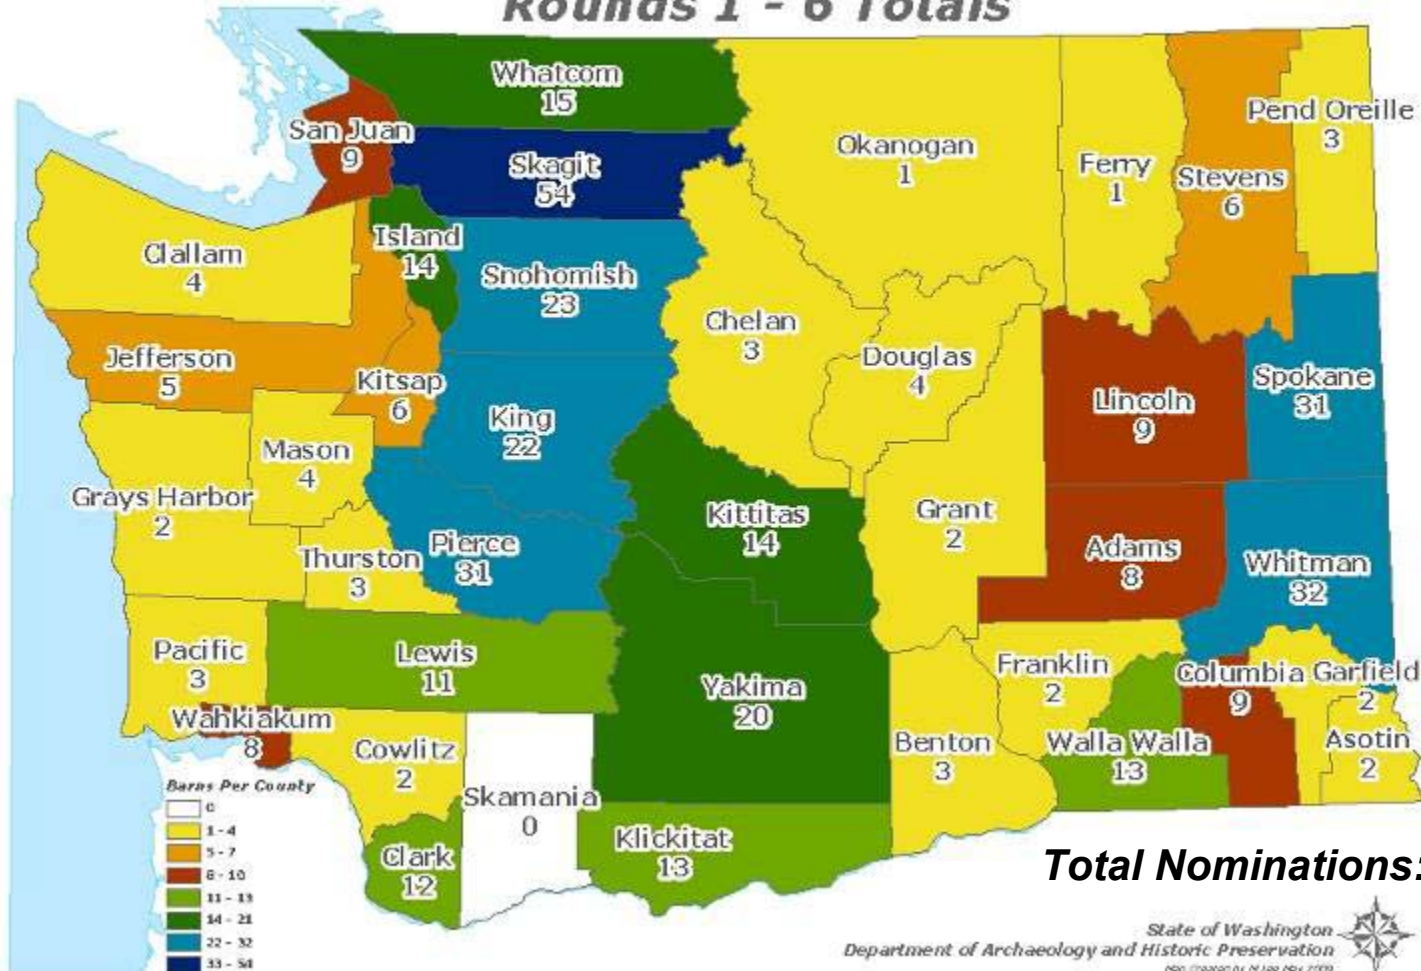 Rounds 1 - 6 Totals
Whatcom
15
San Juan
9
Skagit
54
Okanogan
1
Ferry
1
Stevens
6
Pend Oreille
3
Clallam
4
Island
14
Snohomish
23
Chelan
3
Douglas
4
Jefferson
5
Kitsap
6
King
22
Lincoln
9
Spokane
31
Mason
4
Grays Harbor
2
Thurston
3
Pierce
31
Kittitas
14
Grant
2
Adams
8
Whitman
32
Pacific
3
Lewis
11
Yakima
20
Franklin
2
Columbia
9
Garfield
2
Wahkiakum
8
Cowlitz
2
Skamania
0
Benton
3
Walla Walla
13
Asotin
2
Clark
12
Klickitat
13
Barns Per County
0
1 - 4
5 - 7
8 - 10
11 - 13
14 - 21
22 - 32
33 - 54
Total Nominations:
State of Washington
Department of Archaeology and Historic Preservation